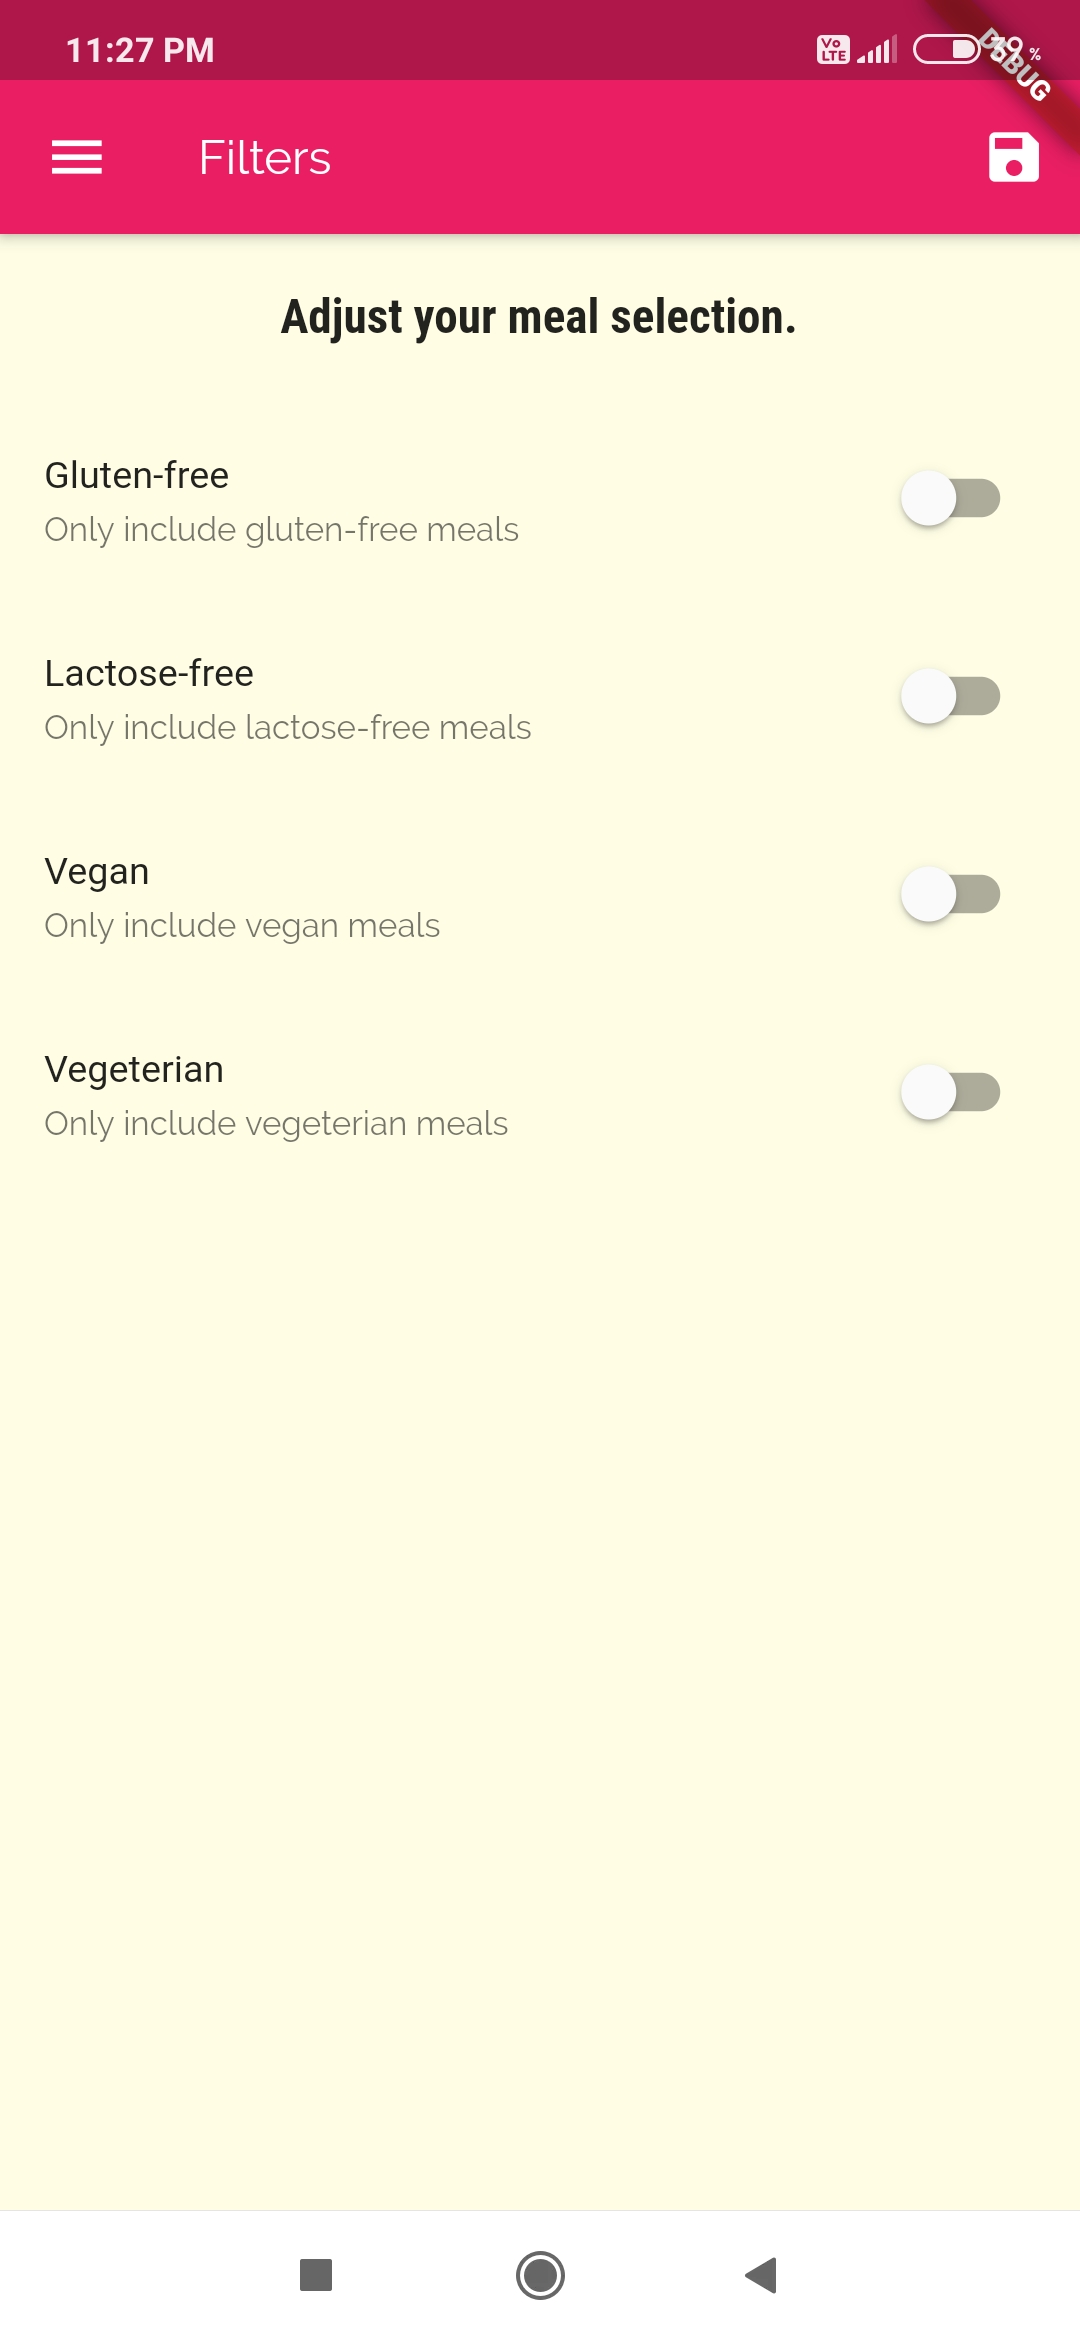 11:27 PM
Vo
LTE
%
DEBUG
Filters
Adjust your meal selection.
Gluten-free
Only include gluten-free meals
Lactose-free
Only include lactose-free meals
Vegan
Only include vegan meals
Vegeterian
Only include vegeterian meals